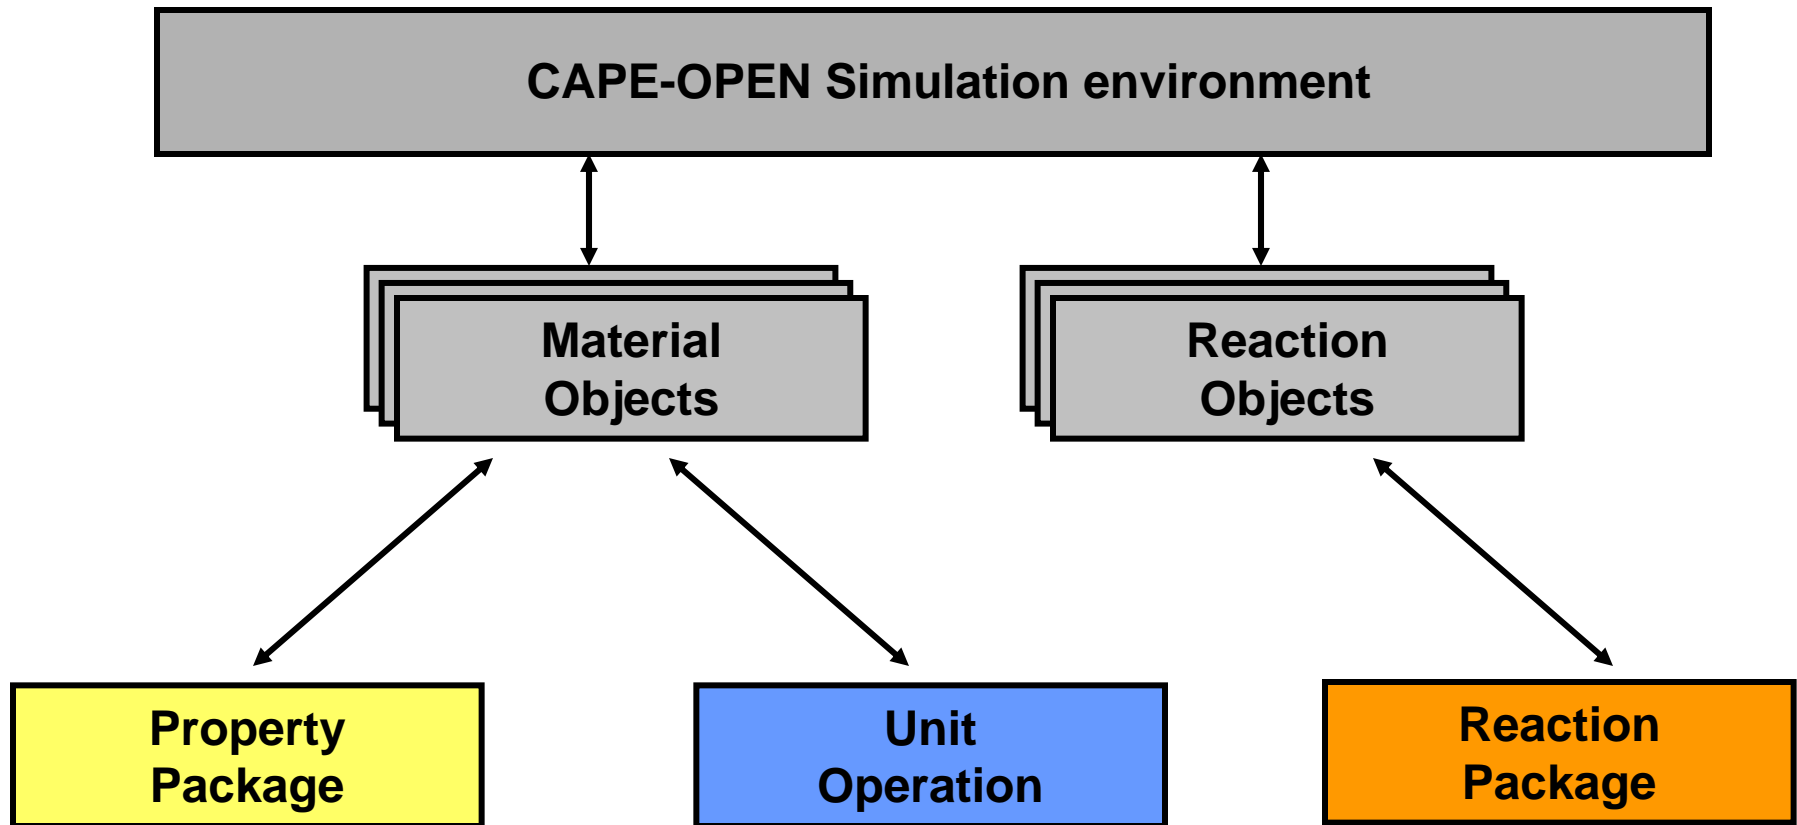 CAPE-OPEN Simulation environment
Material
Objects
Reaction
Objects
Property
Package
Unit
Operation
Reaction
Package